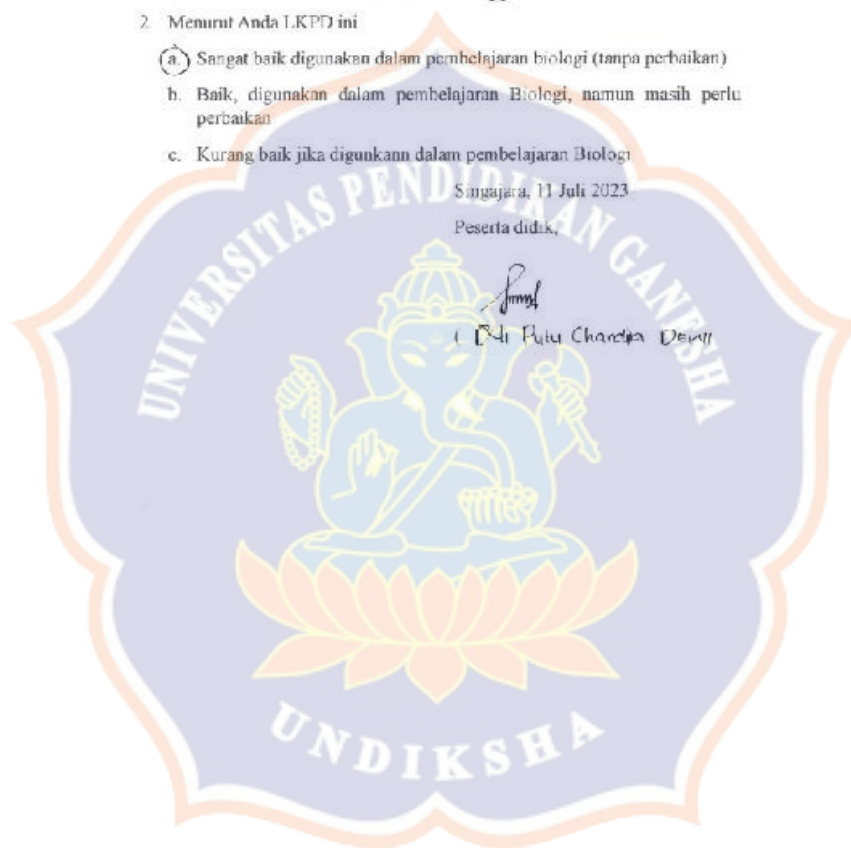 2. Menurut Anda LKPD ini
a. Sangat baik digunakan dalam pembelajaran biologi (tanpa perbaikan)
b. Baik, digunakan dalam pembelajaran Biologi, namun masih perlu
perbaikan
c. Kurang baik jika digunkann dalam pembelajaran Biologi
Singajara, 11 Juli 2023
Peserta didik,
Putu Chandra Dewi
UNIVERSITAS PENDIDIKAN GANESHA
UNDIKSHA